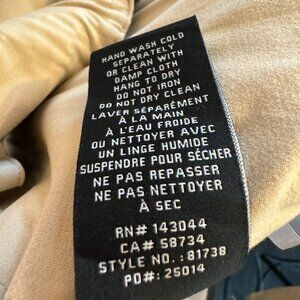 HAND WASH COLD
SEPARATELY
OR CLEAN WITH
DAMP CLOTH
HANG TO DRY
DO NOT IRON
DO NOT DRY CLEAN
LAVER SÉPARÉMENT
À LA MAIN
À L'EAU FROIDE
OU NETTOYER AVEC
UN LINGE HUMIDE
SUSPENDRE POUR SÉCHER
NE PAS REPASSER
NE PAS NETTOYER
À SEC
RN# 143044
CA# 58734
STYLE NO.: 81738
PO#: 25014